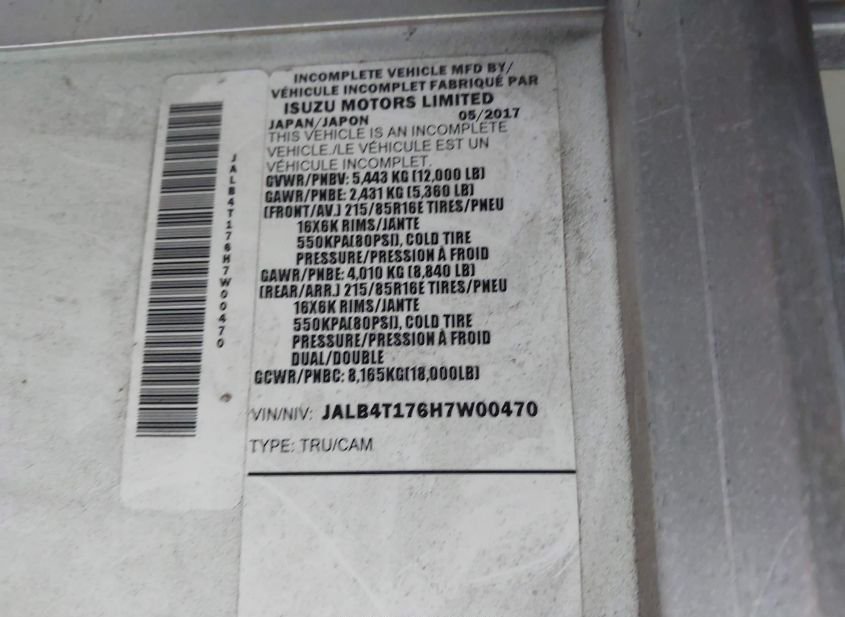 INCOMPLETE VEHICLE MFD BY/
VÉHICULE INCOMPLET FABRIQUÉ PAR
ISUZU MOTORS LIMITED
JAPAN/JAPON 05/2017
THIS VEHICLE IS AN INCOMPLETE
VEHICLE./LE VÉHICULE EST UN
VÉHICULE INCOMPLET.
GVWR/PNBV: 5,443 KG (12,000 LB)
GAWR/PNBE: 2,431 KG (5,360 LB)
(FRONT/AV.) 215/85R16E TIRES/PNEU
16X6K RIMS/JANTE
550KPA(80PSI), COLD TIRE
PRESSURE/PRESSION À FROID
GAWR/PNBE: 4,010 KG (8,840 LB)
(REAR/ARR.) 215/85R16E TIRES/PNEU
16X6K RIMS/JANTE
550KPA(80PSI), COLD TIRE
PRESSURE/PRESSION À FROID
DUAL/DOUBLE
GCWR/PNBC: 8,165KG(18,000LB)
VIN/NIV: JALB4T176H7W00470
TYPE: TRU/CAM
JALB4T176H7W00470